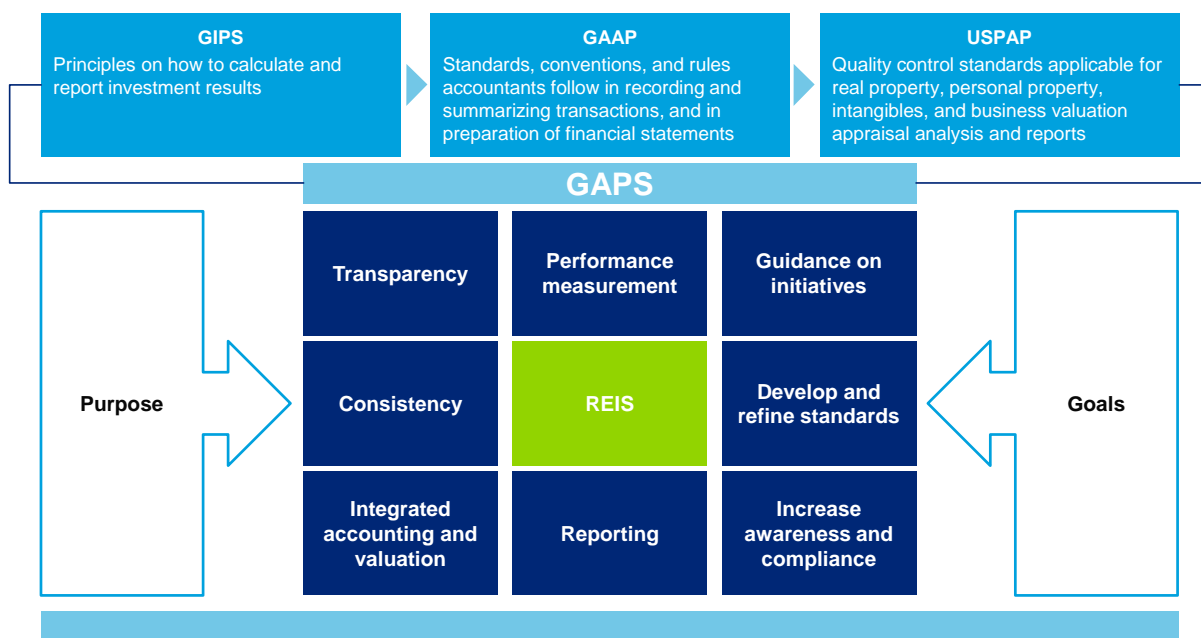 GIPS
Principles on how to calculate and
report investment results
GAAP
Standards, conventions, and rules
accountants follow in recording and
summarizing transactions, and in
preparation of financial statements
USPAP
Quality control standards applicable for
real property, personal property,
intangibles, and business valuation
appraisal analysis and reports
GAPS
Purpose
Transparency
Performance
measurement
Guidance on
initiatives
Consistency
REIS
Develop and
refine standards
Integrated
accounting and
valuation
Reporting
Increase
awareness and
compliance
Goals